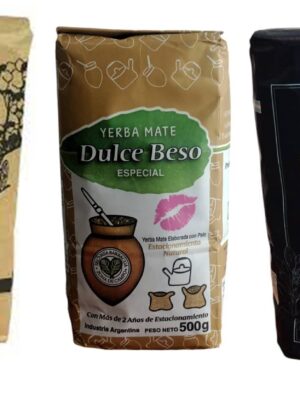 YERBA MATE
Dulce Beso
ESPECIAL
Yerba Mate Elaborada con Palo
Estacionamiento
Natural
Con Más de 2 Años de Estacionamiento
Industria Argentina PESO NETO 500g